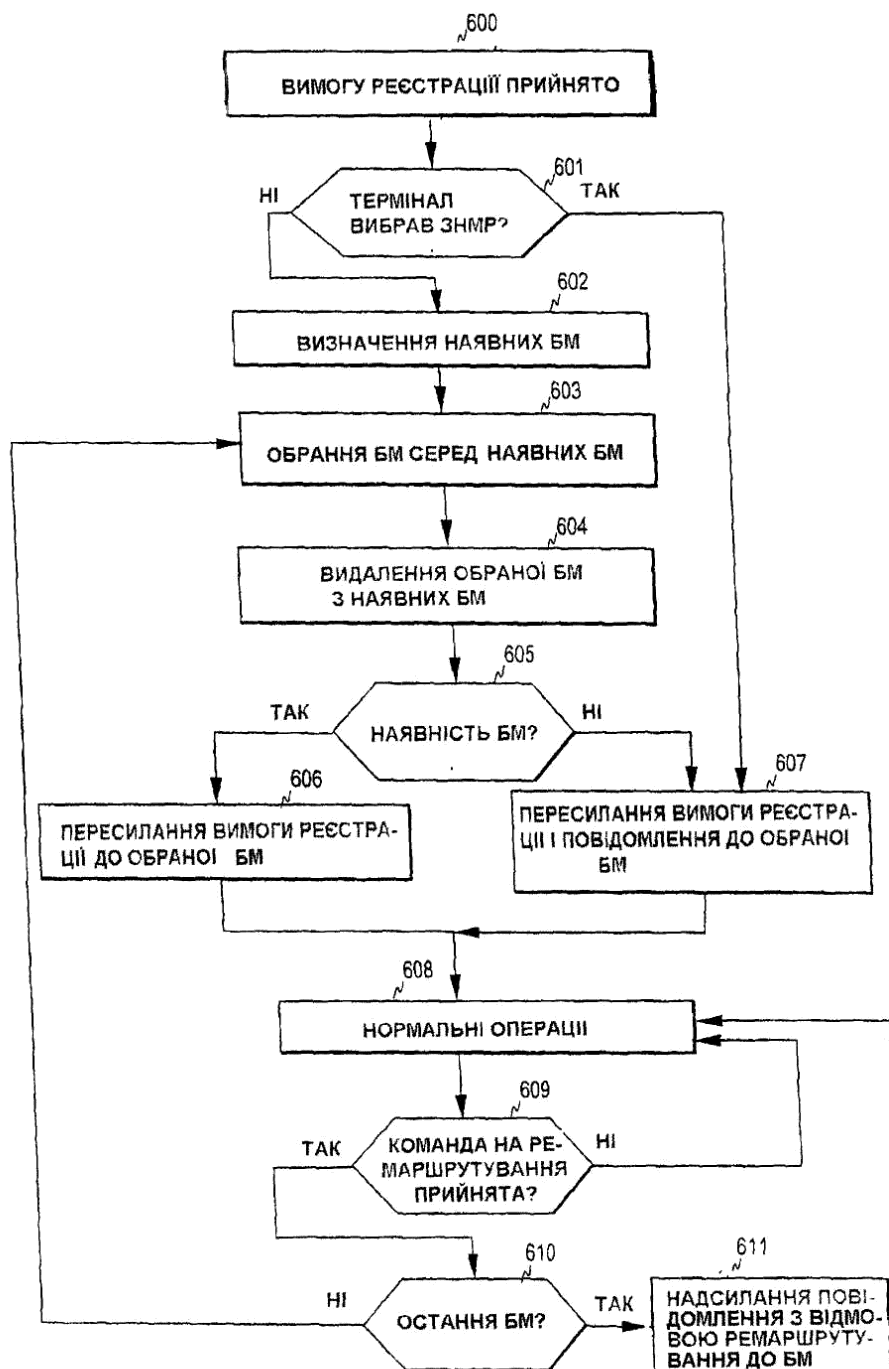 600
ВИМОГУ РЕЄСТРАЦІЇЇ ПРИЙНЯТО
601
НІ
ТАК
ТЕРМІНАЛ
ВИБРАВ ЗНМР?
602
ВИЗНАЧЕННЯ НАЯВНИХ БМ
603
ОБРАННЯ БМ СЕРЕД НАЯВНИХ БМ
604
ВИДАЛЕННЯ ОБРАНОЇ БМ
З НАЯВНИХ БМ
605
ТАК
НІ
НАЯВНІСТЬ БМ?
606
ПЕРЕСИЛАННЯ ВИМОГИ РЕЄСТРА-
ЦІЇ ДО ОБРАНОЇ БМ
607
ПЕРЕСИЛАННЯ ВИМОГИ РЕЄСТРА-
ЦІЇ І ПОВІДОМЛЕННЯ ДО ОБРАНОЇ
БМ
608
НОРМАЛЬНІ ОПЕРАЦІЇ
609
ТАК
НІ
КОМАНДА НА РЕ-
МАРШРУТУВАННЯ
ПРИЙНЯТА?
610
НІ
ТАК
ОСТАННЯ БМ?
611
НАДСИЛАННЯ ПОВІ-
ДОМЛЕННЯ З ВІДМО-
ВОЮ РЕМАРШРУТУ-
ВАННЯ ДО БМ